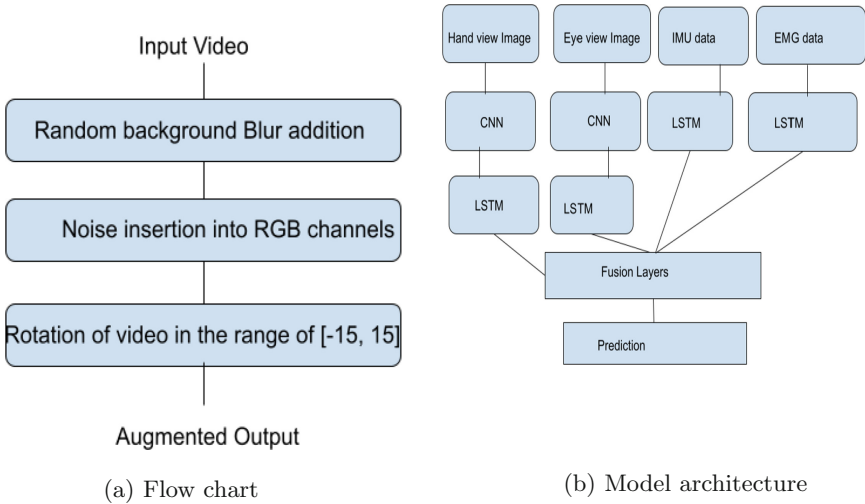 Input Video
Random background Blur addition
Noise insertion into RGB channels
Rotation of video in the range of [-15, 15]
Augmented Output
(a) Flow chart
Hand view Image
Eye view Image
IMU data
EMG data
CNN
CNN
LSTM
LSTM
LSTM
LSTM
Fusion Layers
Prediction
(b) Model architecture